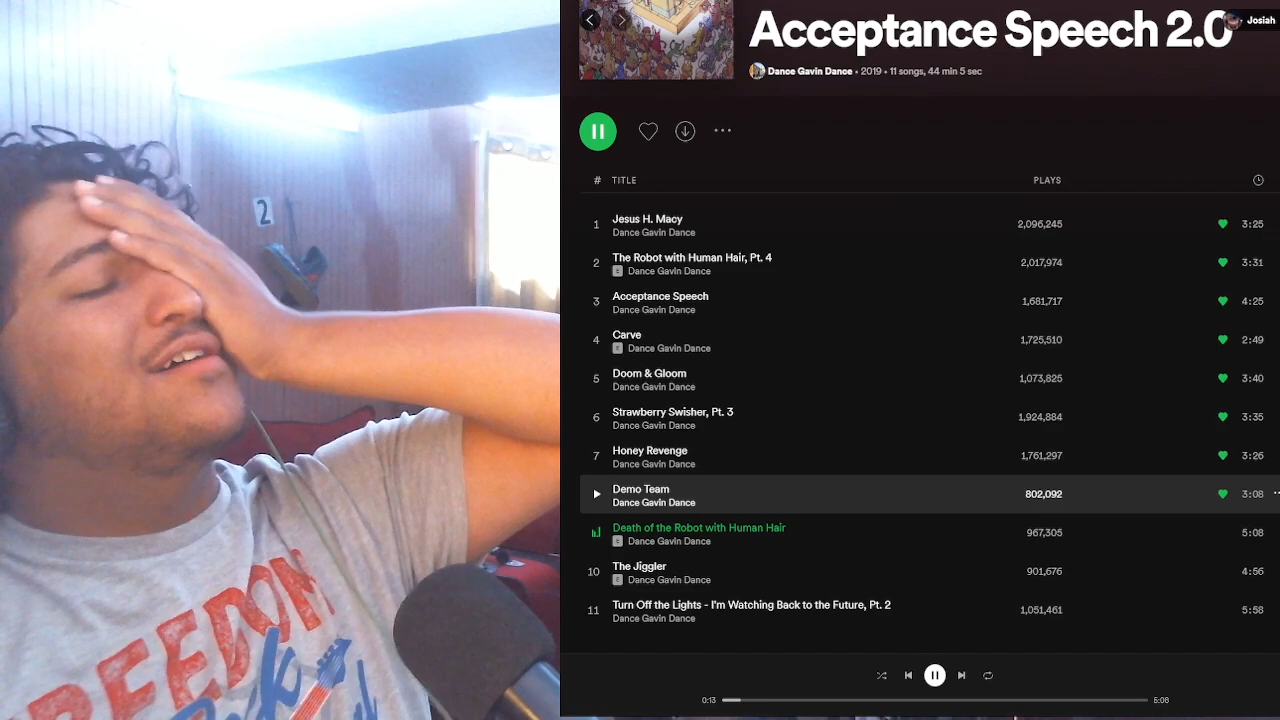 2
FREEDOM
Rock
Acceptance Speech 2.0
Josiah
Dance Gavin Dance • 2019 • 11 songs, 44 min 5 sec
# TITLE PLAYS
1 Jesus H. Macy 2,096,245 3:25
Dance Gavin Dance
2 The Robot with Human Hair, Pt. 4 2,017,974 3:31
E Dance Gavin Dance
3 Acceptance Speech 1,681,717 4:25
Dance Gavin Dance
4 Carve 1,725,510 2:49
E Dance Gavin Dance
5 Doom & Gloom 1,073,825 3:40
Dance Gavin Dance
6 Strawberry Swisher, Pt. 3 1,924,884 3:35
Dance Gavin Dance
7 Honey Revenge 1,761,297 3:26
Dance Gavin Dance
Demo Team 802,092 3:08
Dance Gavin Dance
Death of the Robot with Human Hair 967,305 5:08
E Dance Gavin Dance
10 The Jiggler 901,676 4:56
E Dance Gavin Dance
11 Turn Off the Lights - I'm Watching Back to the Future, Pt. 2 1,051,461 5:58
Dance Gavin Dance
0:13 5:08